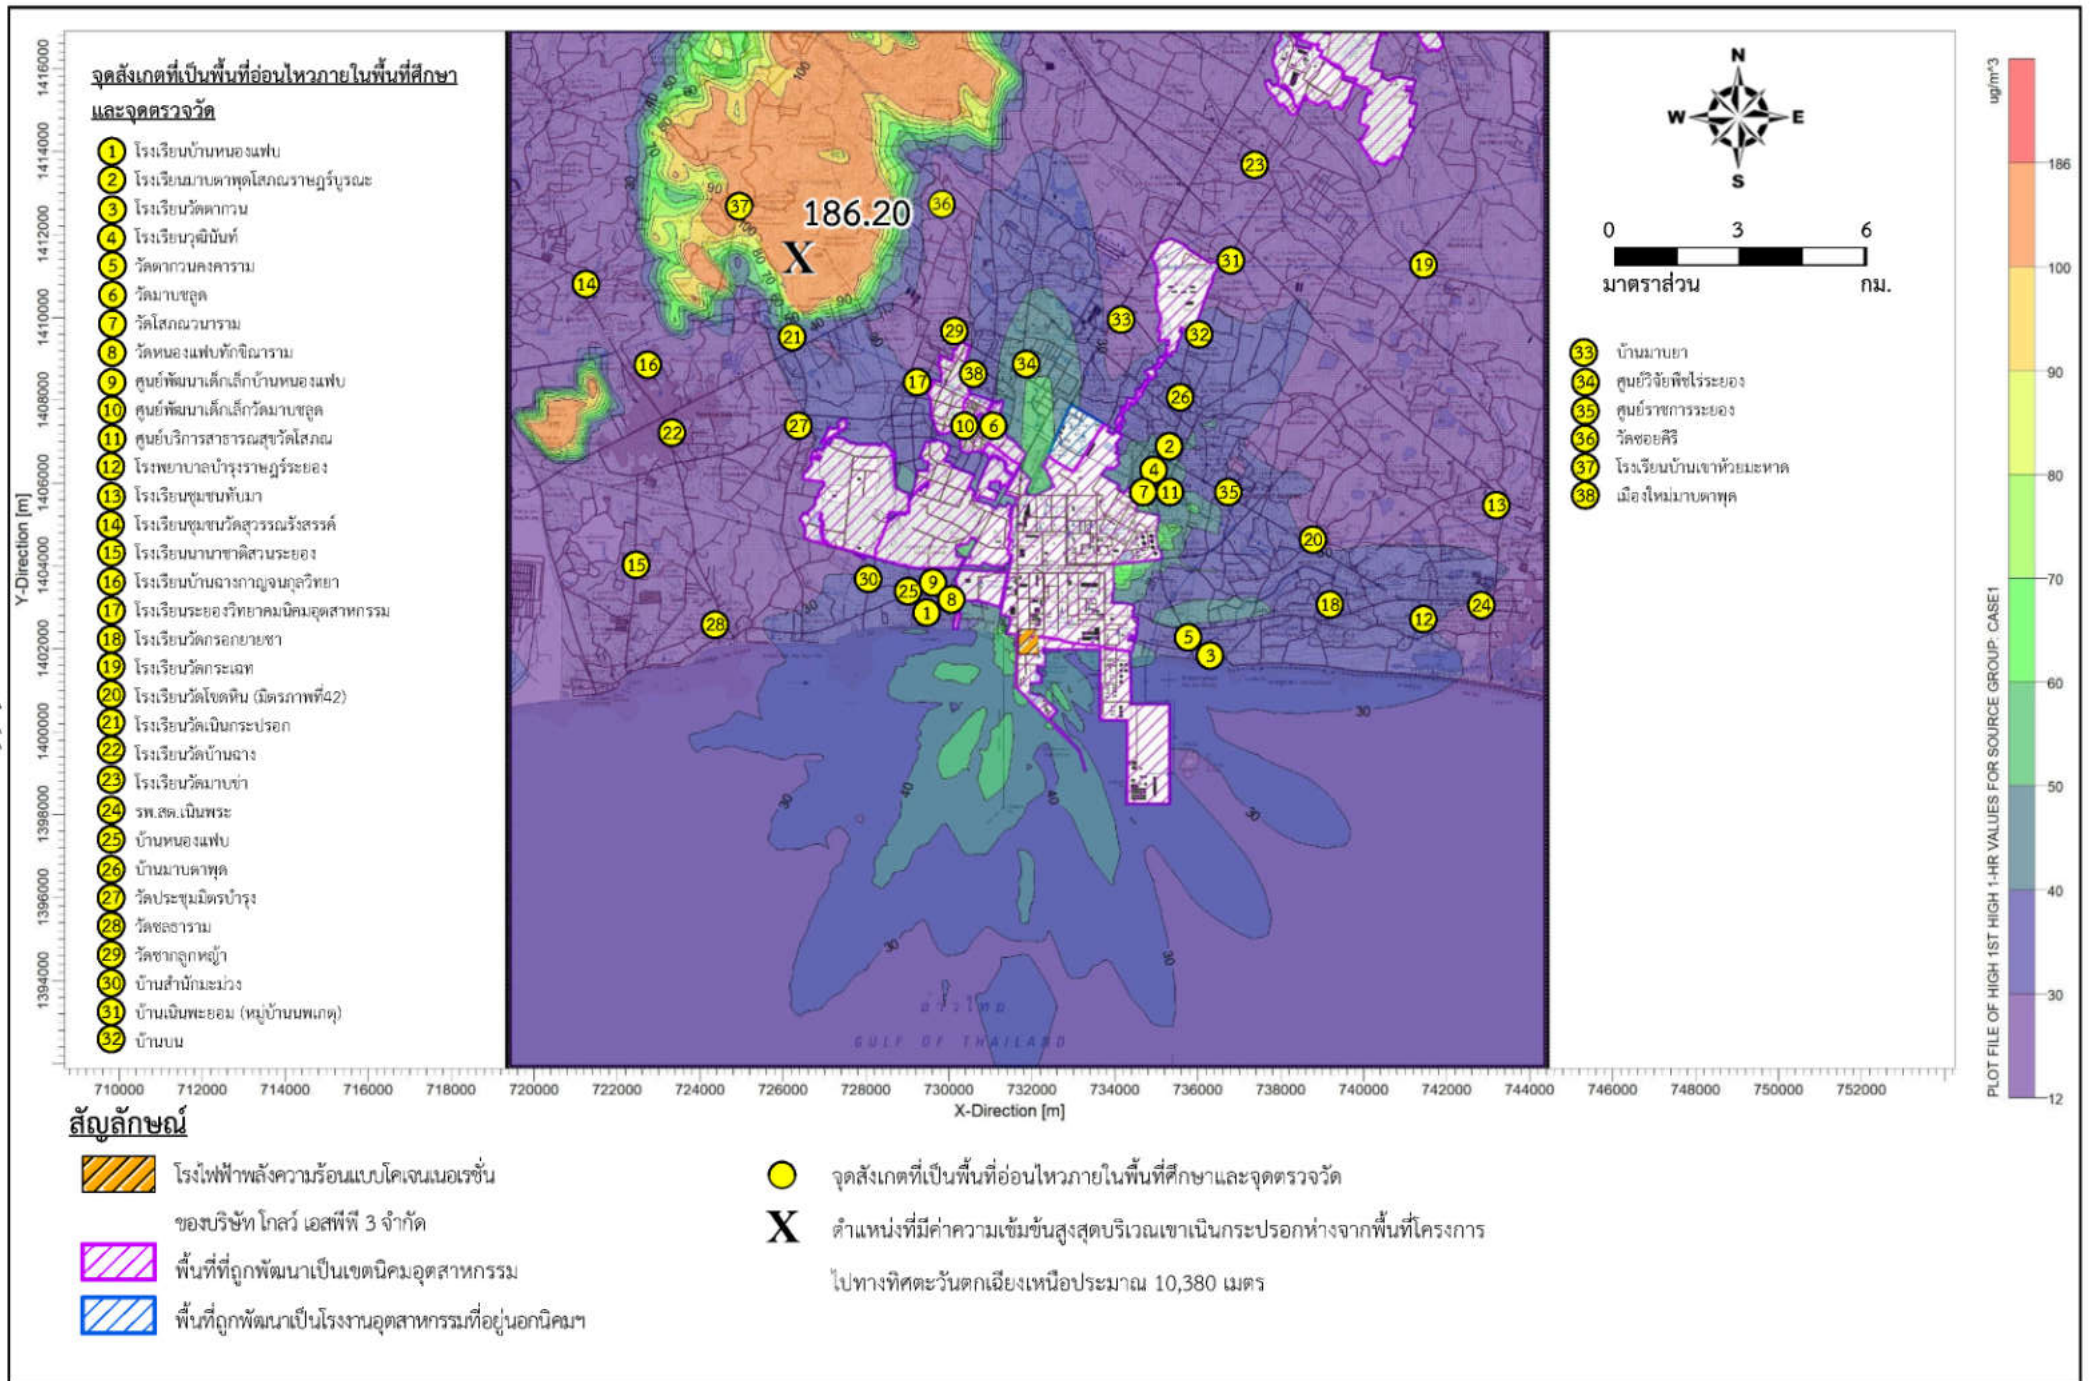 จุดสังเกตที่เป็นพื้นที่อ่อนไหวภายในพื้นที่ศึกษา
และจุดตรวจวัด
1 โรงเรียนบ้านหนองแฟบ
2 โรงเรียนมาบตาพุดโสภณราษฎร์บูรณะ
3 โรงเรียนวัดตากวน
4 โรงเรียนวุฒินันท์
5 วัดตากวนคงคาราม
6 วัดมาบชลูด
7 วัดโสภณวนาราม
8 วัดหนองแฟบทักขิณาราม
9 ศูนย์พัฒนาเด็กเล็กบ้านหนองแฟบ
10 ศูนย์พัฒนาเด็กเล็กวัดมาบชลูด
11 ศูนย์บริการสาธารณสุขวัดโสภณ
12 โรงพยาบาลบำรุงราษฎร์ระยอง
13 โรงเรียนชุมชนทับมา
14 โรงเรียนชุมชนวัดสุวรรณรังสรรค์
15 โรงเรียนนานาชาติสวนระยอง
16 โรงเรียนบ้านฉางกาญจนกุลวิทยา
17 โรงเรียนระยองวิทยาคมนิคมอุตสาหกรรม
18 โรงเรียนวัดกรอกยายชา
19 โรงเรียนวัดกระเฉท
20 โรงเรียนวัดโขดหิน (มิตรภาพที่42)
21 โรงเรียนวัดเนินกระปรอก
22 โรงเรียนวัดบ้านฉาง
23 โรงเรียนวัดมาบข่า
24 รพ.สต.เนินพระ
25 บ้านหนองแฟบ
26 บ้านมาบตาพุด
27 วัดประชุมมิตรบำรุง
28 วัดชลธาราม
29 วัดชากลูกหญ้า
30 บ้านสำนักมะม่วง
31 บ้านเนินพะยอม (หมู่บ้านนพเกตุ)
32 บ้านบน
186.20
X
GULF OF THAILAND
N
W E
S
0 3 6
มาตราส่วน กม.
33 บ้านมาบยา
34 ศูนย์วิจัยพืชไร่ระยอง
35 ศูนย์ราชการระยอง
36 วัดซอยคีรี
37 โรงเรียนบ้านเขาห้วยมะหาด
38 เมืองใหม่มาบตาพุด
ug/m^3
186
100
90
80
70
60
50
40
30
12
PLOT FILE OF HIGH 1ST HIGH 1-HR VALUES FOR SOURCE GROUP: CASE1
Y-Direction [m]
1416000
1414000
1412000
1410000
1408000
1406000
1404000
1402000
1400000
1398000
1396000
1394000
710000 712000 714000 716000 718000 720000 722000 724000 726000 728000 730000 732000 734000 736000 738000 740000 742000 744000 746000 748000 750000 752000
X-Direction [m]
สัญลักษณ์
โรงไฟฟ้าพลังความร้อนแบบโคเจนเนอเรชั่น
ของบริษัท โกลว์ เอสพีพี 3 จำกัด
พื้นที่ที่ถูกพัฒนาเป็นเขตนิคมอุตสาหกรรม
พื้นที่ถูกพัฒนาเป็นโรงงานอุตสาหกรรมที่อยู่นอกนิคมฯ
จุดสังเกตที่เป็นพื้นที่อ่อนไหวภายในพื้นที่ศึกษาและจุดตรวจวัด
X ตำแหน่งที่มีค่าความเข้มข้นสูงสุดบริเวณเขาเนินกระปรอกห่างจากพื้นที่โครงการ
ไปทางทิศตะวันตกเฉียงเหนือประมาณ 10,380 เมตร